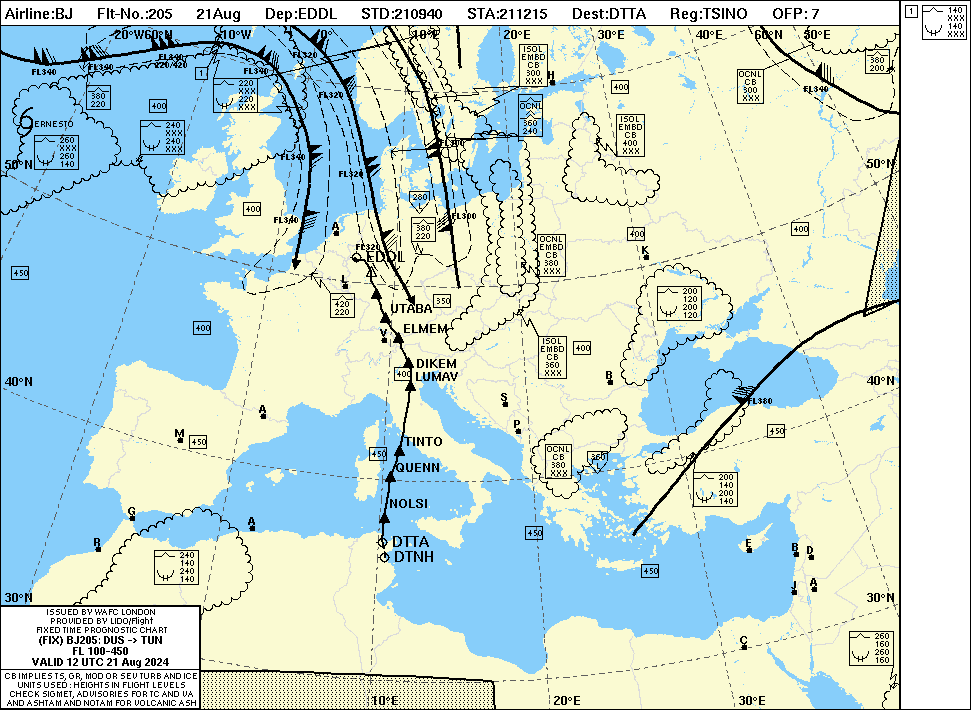 Airline:BJ Flt-No.:205 21Aug Dep:EDDL STD:210940 STA:211215 Dest:DTTA Reg:TSINO OFP: 7
20°W 60°N 10°W 0° 10°E 20°E 30°E 40°E 60°N 50°E
1
140
XXX
140
XXX
FL340
FL340
FL340
220/420
FL340
FL320
FL320
1
ISOL
CB
300
XXX
H
400
OCNL
CB
300
XXX
FL340
380
200
380
220
400
220
XXX
220
XXX
OCNL
360
240
ERNESTO
240
XXX
240
XXX
260
XXX
260
140
ISOL
EMBD
CB
400
XXX
FL300
FL340
FL320
50°N
50°N
280
400
FL340
FL300
380
220
A
400
400
K
FL320
EDDL
OCNL
EMBD
CB
380
XXX
450
L
420
220
350
UTABA
200
120
200
120
400
V
ELMEM
ISOL
EMBD
CB
360
XXX
400
DIKEM
400
LUMAV
40°N
B
40°N
S
FL380
A
P
M
450
TINTO
450
450
QUENN
OCNL
CB
380
XXX
360
200
140
200
140
NOLSI
G
A
450
R
DTTA
DTNH
E
B
D
240
140
240
140
450
J
A
30°N
30°N
C
260
160
260
160
ISSUED BY WAFC LONDON
PROVIDED BY LIDO/Flight
FIXED TIME PROGNOSTIC CHART
(FIX) BJ205: DUS -> TUN
FL 100-450
VALID 12 UTC 21 Aug 2024
CB IMPLIES TS, GR, MOD OR SEV TURB AND ICE
UNITS USED : HEIGHTS IN FLIGHT LEVELS
CHECK SIGMET, ADVISORIES FOR TC AND VA
AND ASHTAM AND NOTAM FOR VOLCANIC ASH
10°E 20°E 30°E